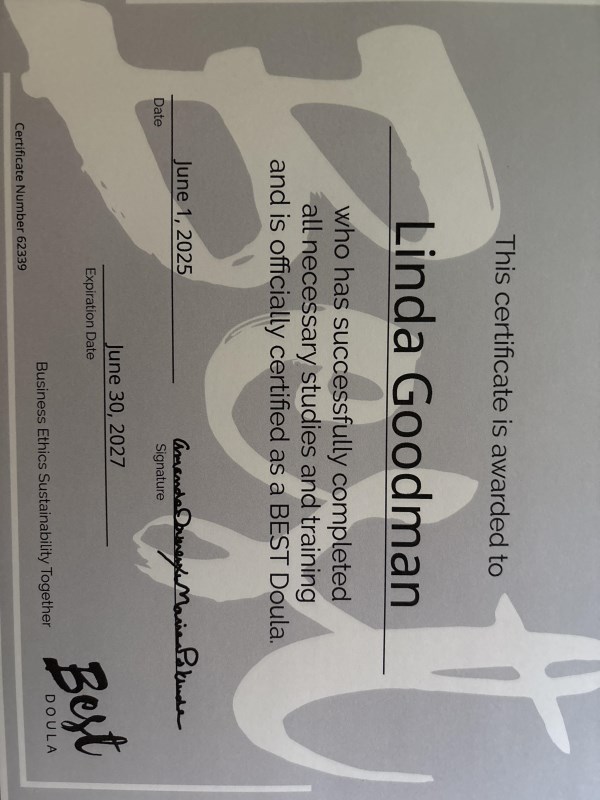 This certificate is awarded to
Linda Goodman
who has successfully completed
all necessary studies and training
and is officially certified as a BEST Doula.
June 1, 2025
Date
Signature
June 30, 2027
Expiration Date
Certificate Number 62339
Business Ethics Sustainability Together
Best
DOULA
Best